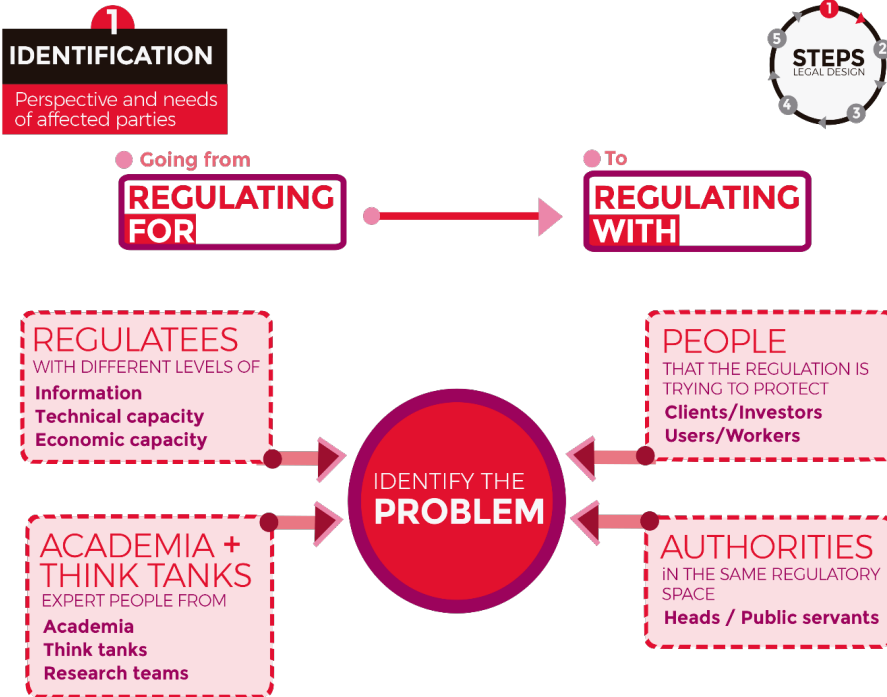 1
IDENTIFICATION
Perspective and needs
of affected parties
1
2
3
4
5
STEPS
LEGAL DESIGN
Going from
REGULATING
FOR
To
REGULATING
WITH
REGULATEES
WITH DIFFERENT LEVELS OF
Information
Technical capacity
Economic capacity
PEOPLE
THAT THE REGULATION IS
TRYING TO PROTECT
Clients/Investors
Users/Workers
IDENTIFY THE
PROBLEM
ACADEMIA +
THINK TANKS
EXPERT PEOPLE FROM
Academia
Think tanks
Research teams
AUTHORITIES
iN THE SAME REGULATORY
SPACE
Heads / Public servants